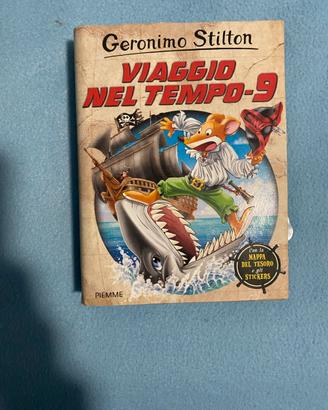 Geronimo Stilton
VIAGGIO
NEL TEMPO-9
Con la
MAPPA
DEL TESORO
e gli
STICKERS
PIEMME